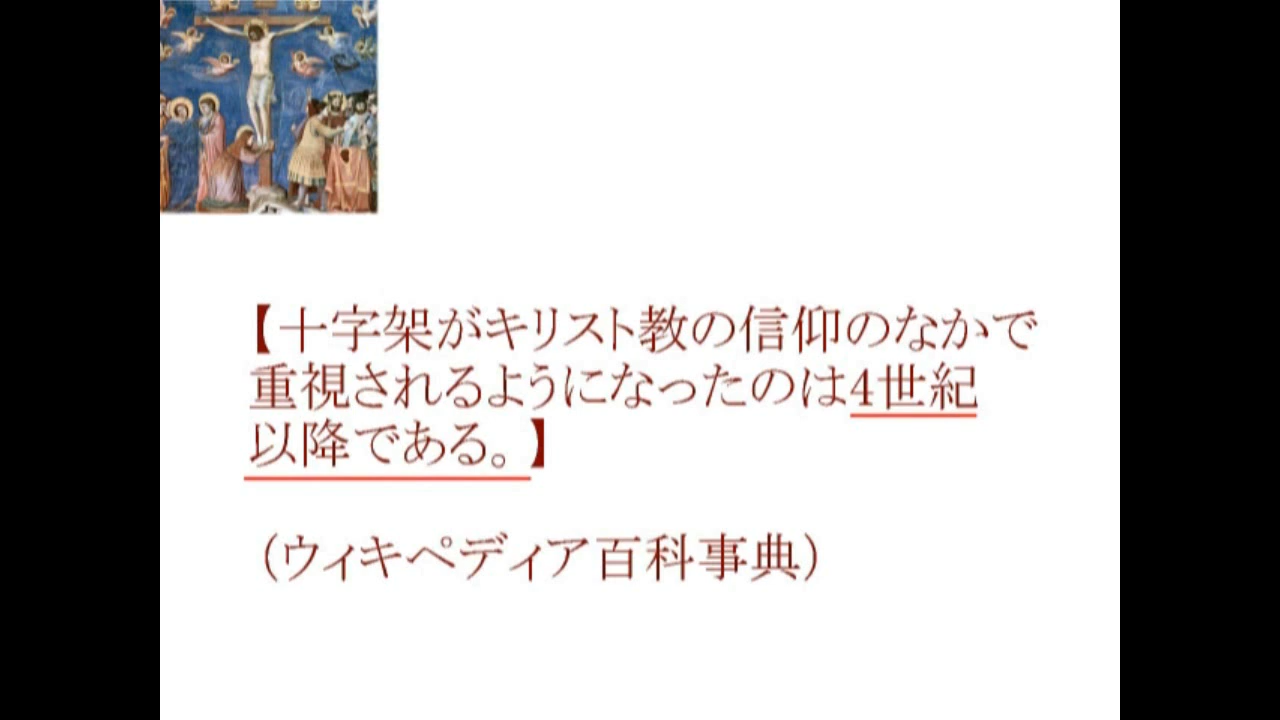 【十字架がキリスト教の信仰のなかで
重視されるようになったのは4世紀
以降である。】
（ウィキペディア百科事典）